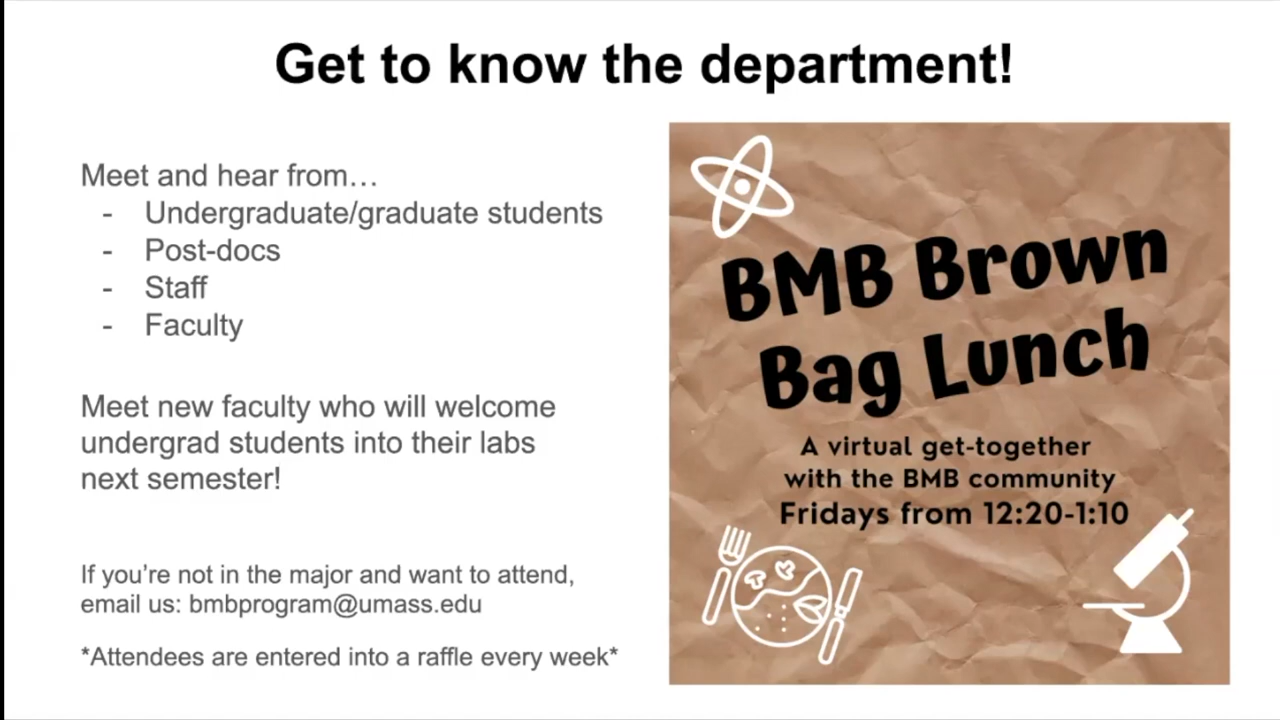 Get to know the department!
Meet and hear from…
- Undergraduate/graduate students
- Post-docs
- Staff
- Faculty
Meet new faculty who will welcome
undergrad students into their labs
next semester!
If you’re not in the major and want to attend,
email us: bmbprogram@umass.edu
*Attendees are entered into a raffle every week*
BMB Brown
Bag Lunch
A virtual get-together
with the BMB community
Fridays from 12:20-1:10